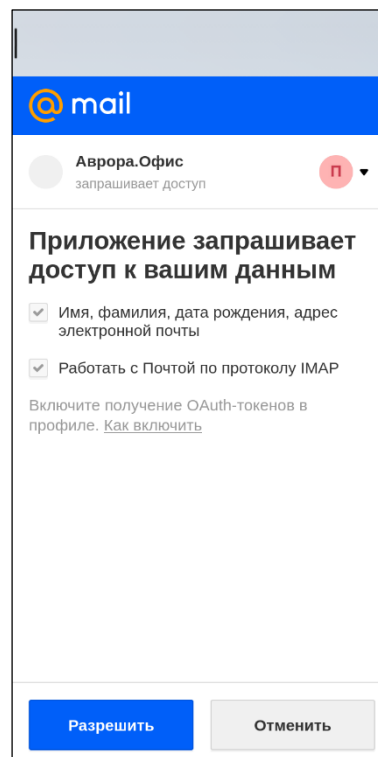 @ mail
Аврора.Офис
запрашивает доступ
П
Приложение запрашивает
доступ к вашим данным
Имя, фамилия, дата рождения, адрес
электронной почты
Работать с Почтой по протоколу IMAP
Включите получение OAuth-токенов в
профиле. Как включить
Разрешить
Отменить